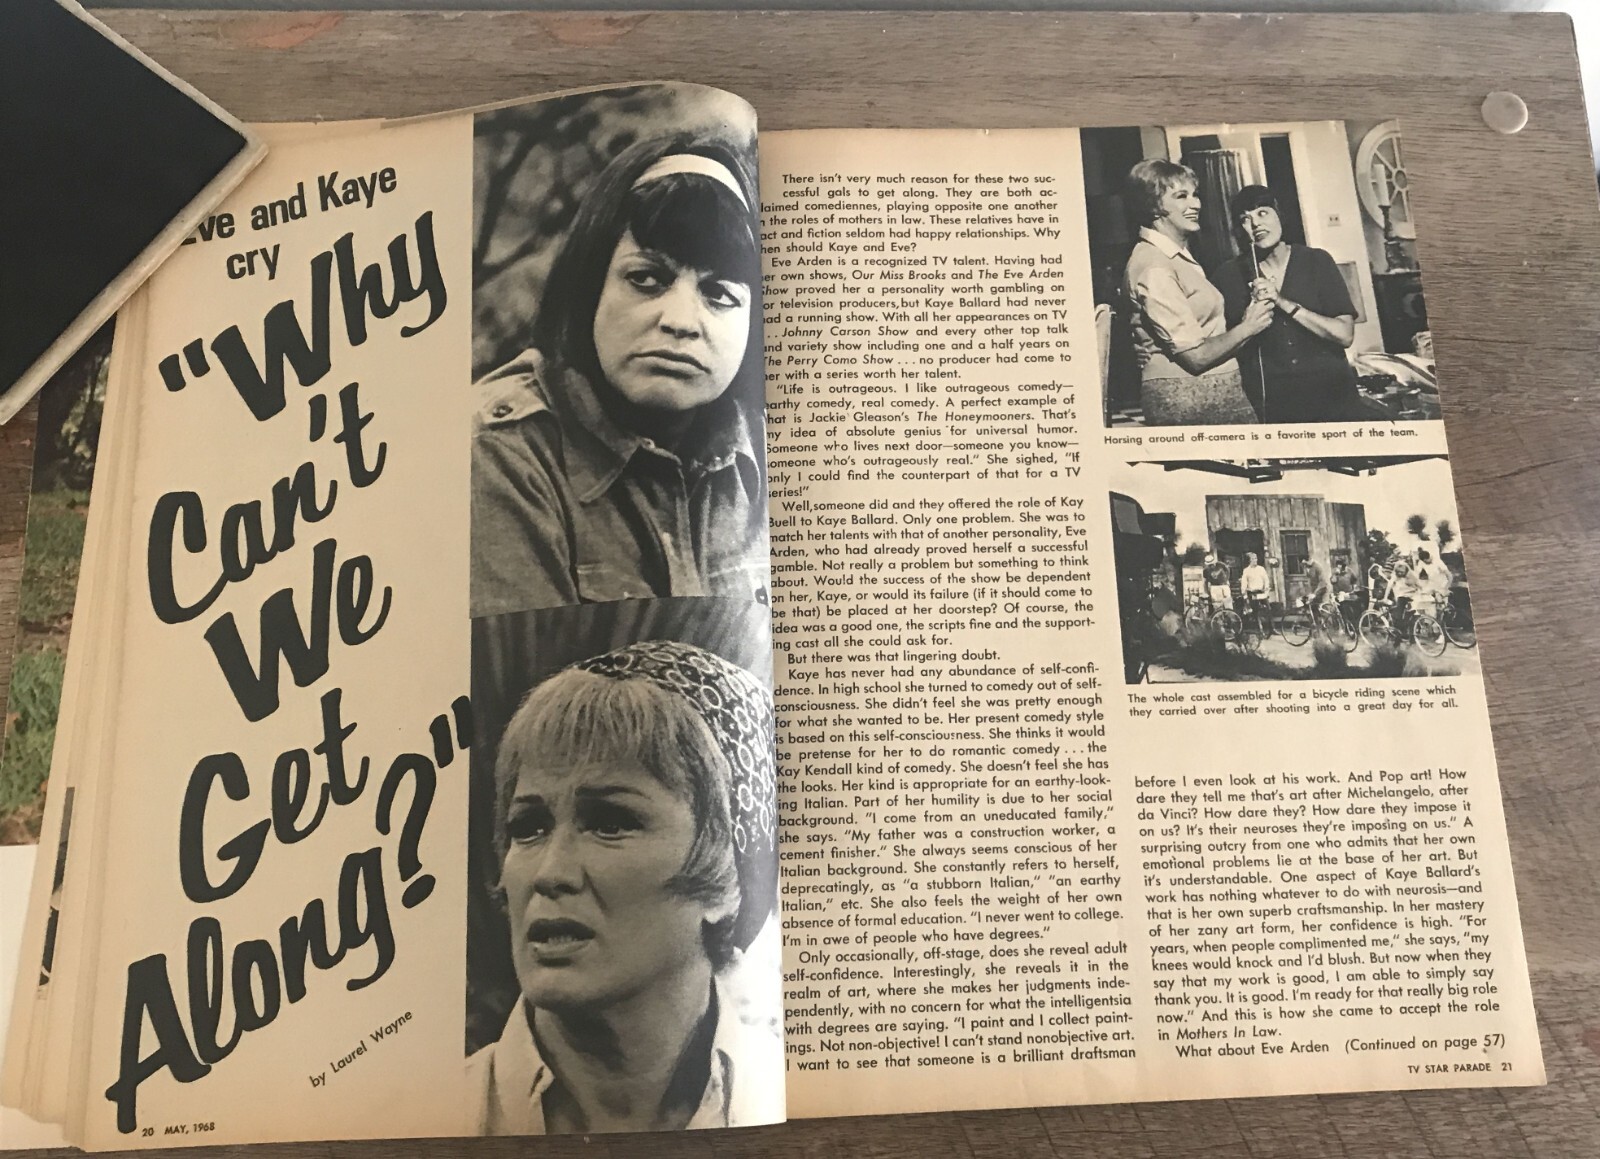 Eve and Kaye
cry
"Why
Can't
We
Get
Along?"
by Laurel Wayne
20 MAY, 1968
There isn't very much reason for these two suc-
cessful gals to get along. They are both ac-
laimed comediennes, playing opposite one another
the roles of mothers in law. These relatives have in
act and fiction seldom had happy relationships. Why
hen should Kaye and Eve?
Eve Arden is a recognized TV talent. Having had
er own shows, Our Miss Brooks and The Eve Arden
how proved her a personality worth gambling on
or television producers, but Kaye Ballard had never
ad a running show. With all her appearances on TV
. . Johnny Carson Show and every other top talk
nd variety show including one and a half years on
he Perry Como Show . . . no producer had come to
er with a series worth her talent.
"Life is outrageous. I like outrageous comedy—
earthy comedy, real comedy. A perfect example of
hat is Jackie Gleason's The Honeymooners. That's
my idea of absolute genius for universal humor.
Someone who lives next door—someone you know—
omeone who's outrageously real." She sighed, "If
only I could find the counterpart of that for a TV
eries!"
Well, someone did and they offered the role of Kay
Buell to Kaye Ballard. Only one problem. She was to
match her talents with that of another personality, Eve
Arden, who had already proved herself a successful
gamble. Not really a problem but something to think
about. Would the success of the show be dependent
on her, Kaye, or would its failure (if it should come to
be that) be placed at her doorstep? Of course, the
idea was a good one, the scripts fine and the support-
ing cast all she could ask for.
But there was that lingering doubt.
Kaye has never had any abundance of self-confi-
dence. In high school she turned to comedy out of self-
consciousness. She didn't feel she was pretty enough
for what she wanted to be. Her present comedy style
is based on this self-consciousness. She thinks it would
be pretense for her to do romantic comedy . . . the
Kay Kendall kind of comedy. She doesn't feel she has
the looks. Her kind is appropriate for an earthy-look-
ing Italian. Part of her humility is due to her social
background. "I come from an uneducated family,"
she says. "My father was a construction worker, a
cement finisher." She always seems conscious of her
Italian background. She constantly refers to herself,
deprecatingly, as "a stubborn Italian," "an earthy
Italian," etc. She also feels the weight of her own
absence of formal education. "I never went to college.
I'm in awe of people who have degrees."
Only occasionally, off-stage, does she reveal adult
self-confidence. Interestingly, she reveals it in the
realm of art, where she makes her judgments inde-
pendently, with no concern for what the intelligentsia
with degrees are saying. "I paint and I collect paint-
ings. Not non-objective! I can't stand nonobjective art.
I want to see that someone is a brilliant draftsman
Horsing around off-camera is a favorite sport of the team.
The whole cast assembled for a bicycle riding scene which
they carried over after shooting into a great day for all.
before I even look at his work. And Pop art! How
dare they tell me that's art after Michelangelo, after
da Vinci? How dare they? How dare they impose it
on us? It's their neuroses they're imposing on us." A
surprising outcry from one who admits that her own
emotional problems lie at the base of her art. But
it's understandable. One aspect of Kaye Ballard's
work has nothing whatever to do with neurosis—and
that is her own superb craftsmanship. In her mastery
of her zany art form, her confidence is high. "For
years, when people complimented me," she says, "my
knees would knock and I'd blush. But now when they
say that my work is good, I am able to simply say
thank you. It is good. I'm ready for that really big role
now." And this is how she came to accept the role
in Mothers In Law.
What about Eve Arden (Continued on page 57)
TV STAR PARADE 21